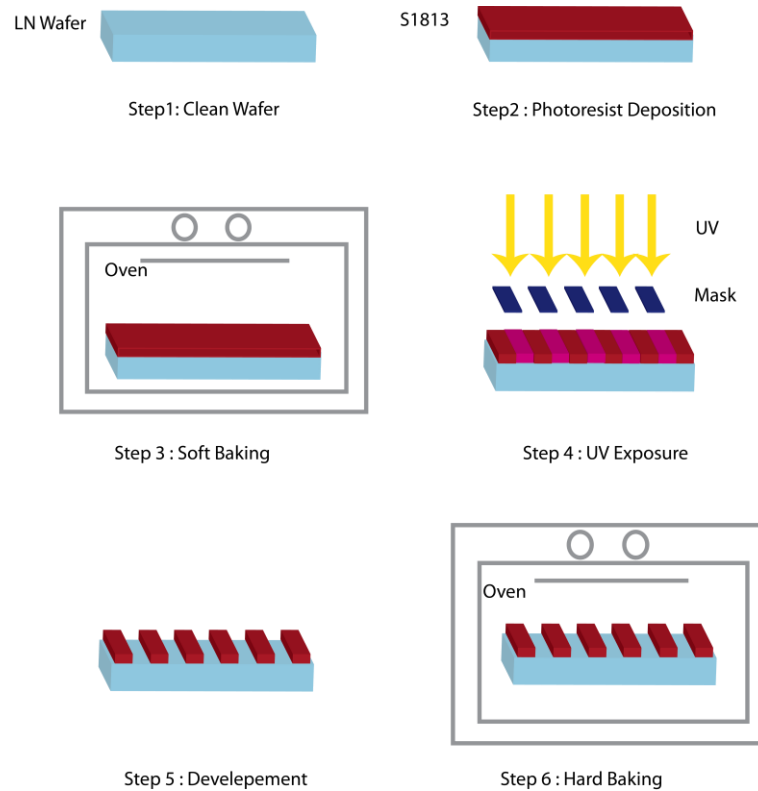 LN Wafer
S1813
Step1: Clean Wafer
Step2 : Photoresist Deposition
Oven
UV
Mask
Step 3 : Soft Baking
Step 4 : UV Exposure
Oven
Step 5 : Develepement
Step 6 : Hard Baking